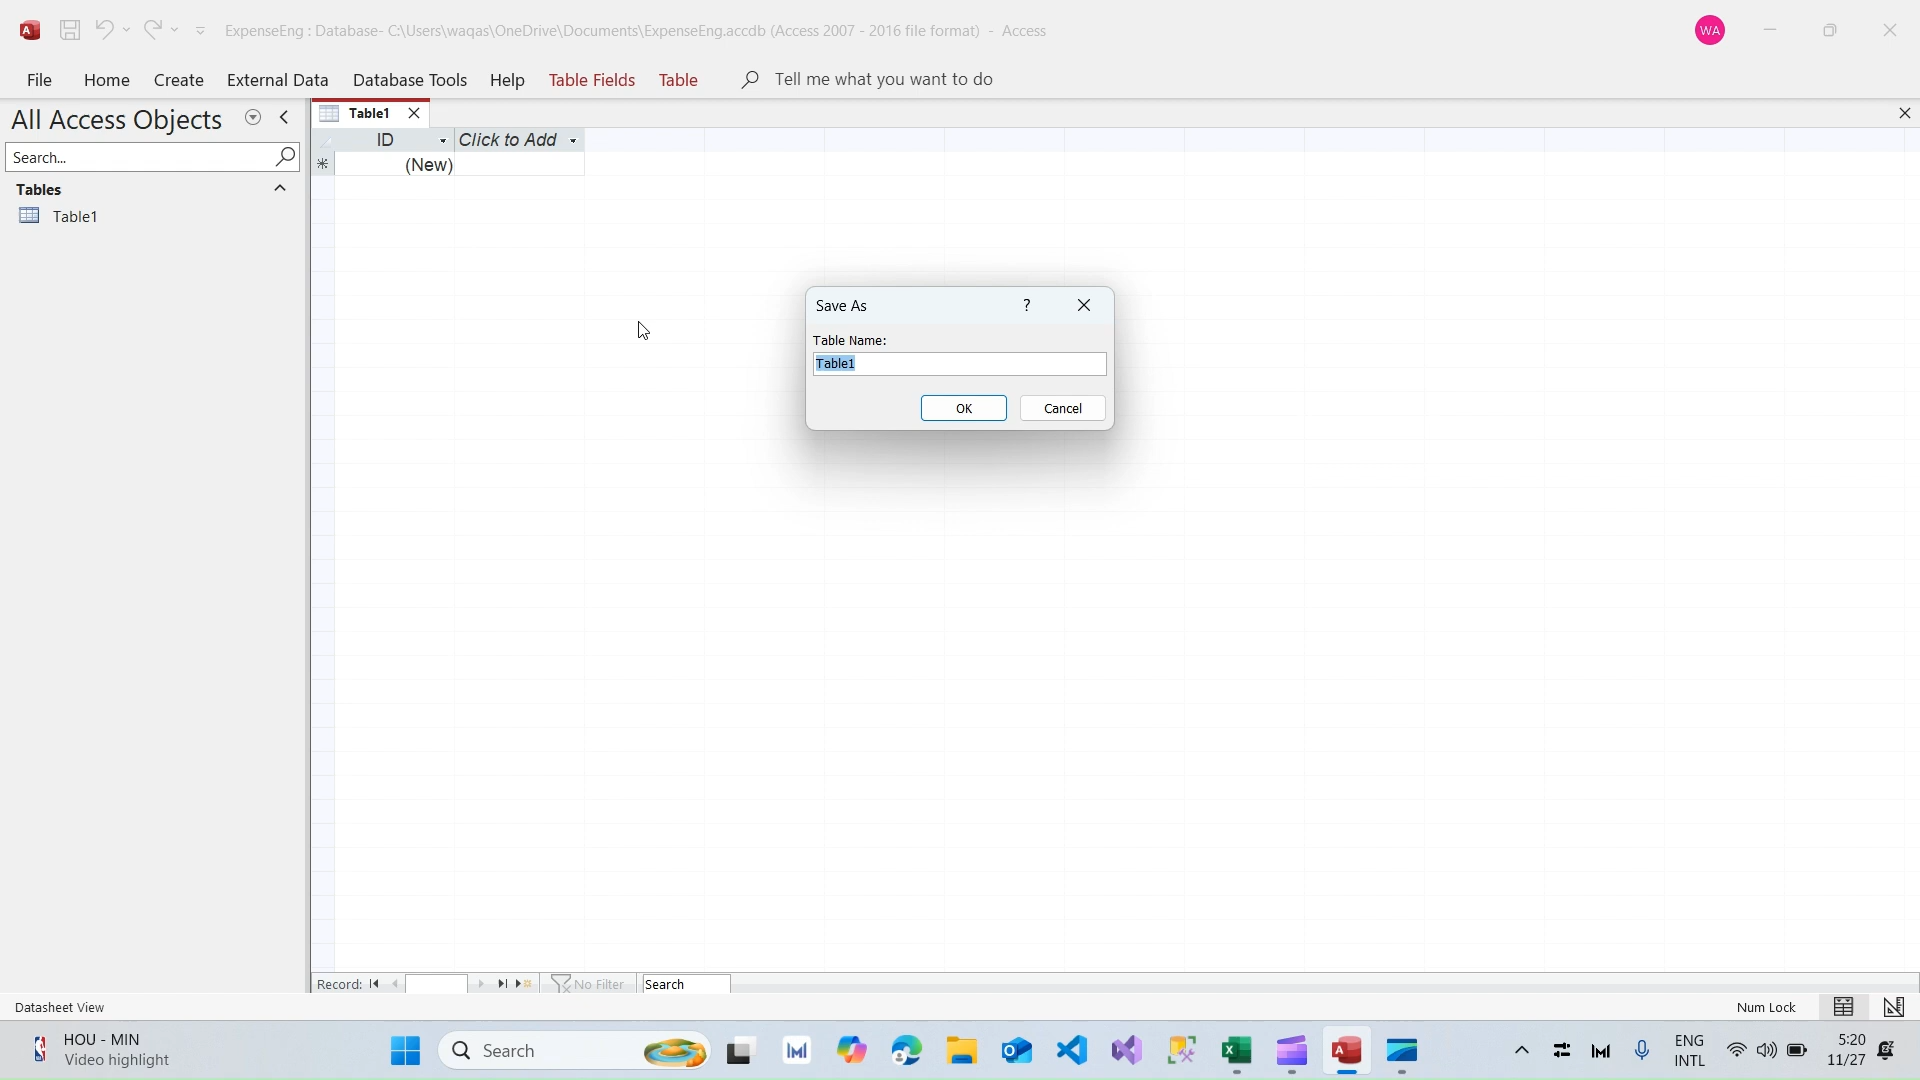 ExpenseEng : Database- C:\Users\waqas\OneDrive\Documents\ExpenseEng.accdb (Access 2007 - 2016 file format) - Access
WA
File Home Create External Data Database Tools Help Table Fields Table Tell me what you want to do
All Access Objects
Search...
Tables
Table1
Table1
ID Click to Add
(New)
Save As
?
Table Name:
Table1
OK Cancel
Record: No Filter Search
Datasheet View
Num Lock
HOU - MIN
Video highlight
Search
ENG
INTL
5:20
11/27